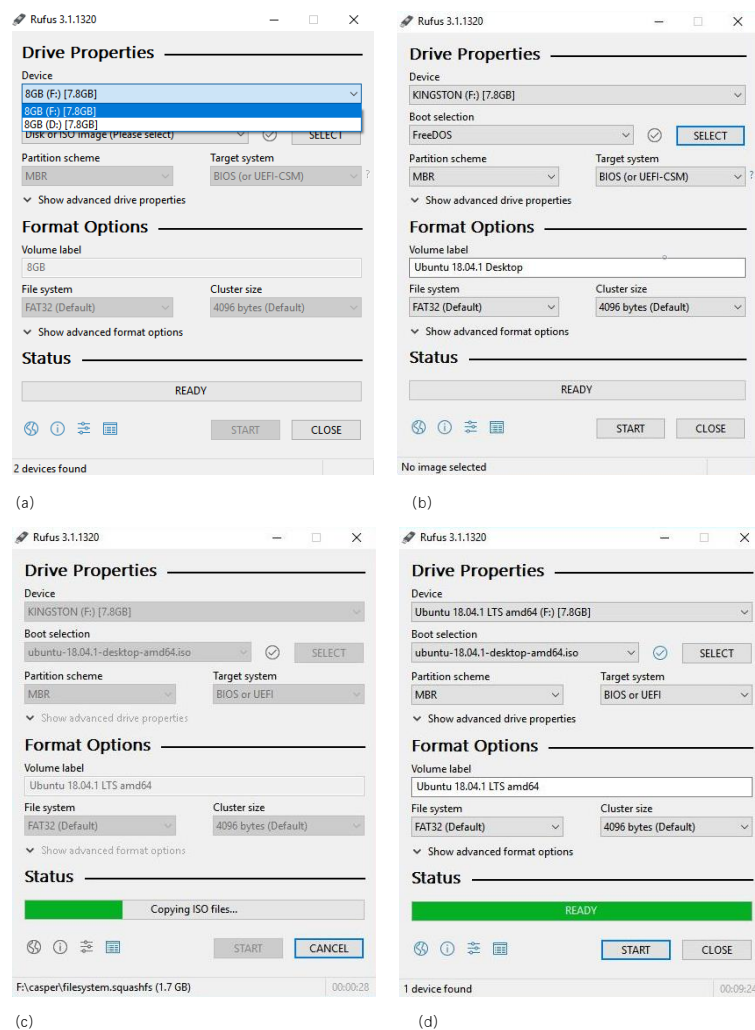 Rufus 3.1.1320
Drive Properties
Device
8GB (F:) [7.8GB]
8GB (F:) [7.8GB]
8GB (D:) [7.8GB]
Disk or ISO image (Please select) SELECT
Partition scheme Target system
MBR BIOS (or UEFI-CSM) ?
Show advanced drive properties
Format Options
Volume label
8GB
File system Cluster size
FAT32 (Default) 4096 bytes (Default)
Show advanced format options
Status
READY
START CLOSE
2 devices found
(a)
Rufus 3.1.1320
Drive Properties
Device
KINGSTON (F:) [7.8GB]
Boot selection
FreeDOS SELECT
Partition scheme Target system
MBR BIOS (or UEFI-CSM) ?
Show advanced drive properties
Format Options
Volume label
Ubuntu 18.04.1 Desktop
File system Cluster size
FAT32 (Default) 4096 bytes (Default)
Show advanced format options
Status
READY
START CLOSE
No image selected
(b)
Rufus 3.1.1320
Drive Properties
Device
KINGSTON (F:) [7.8GB]
Boot selection
ubuntu-18.04.1-desktop-amd64.iso SELECT
Partition scheme Target system
MBR BIOS or UEFI
Show advanced drive properties
Format Options
Volume label
Ubuntu 18.04.1 LTS amd64
File system Cluster size
FAT32 (Default) 4096 bytes (Default)
Show advanced format options
Status
Copying ISO files...
START CANCEL
F:\casper\filesystem.squashfs (1.7 GB) 00:00:28
(c)
Rufus 3.1.1320
Drive Properties
Device
Ubuntu 18.04.1 LTS amd64 (F:) [7.8GB]
Boot selection
ubuntu-18.04.1-desktop-amd64.iso SELECT
Partition scheme Target system
MBR BIOS or UEFI
Show advanced drive properties
Format Options
Volume label
Ubuntu 18.04.1 LTS amd64
File system Cluster size
FAT32 (Default) 4096 bytes (Default)
Show advanced format options
Status
READY
START CLOSE
1 device found 00:09:24
(d)